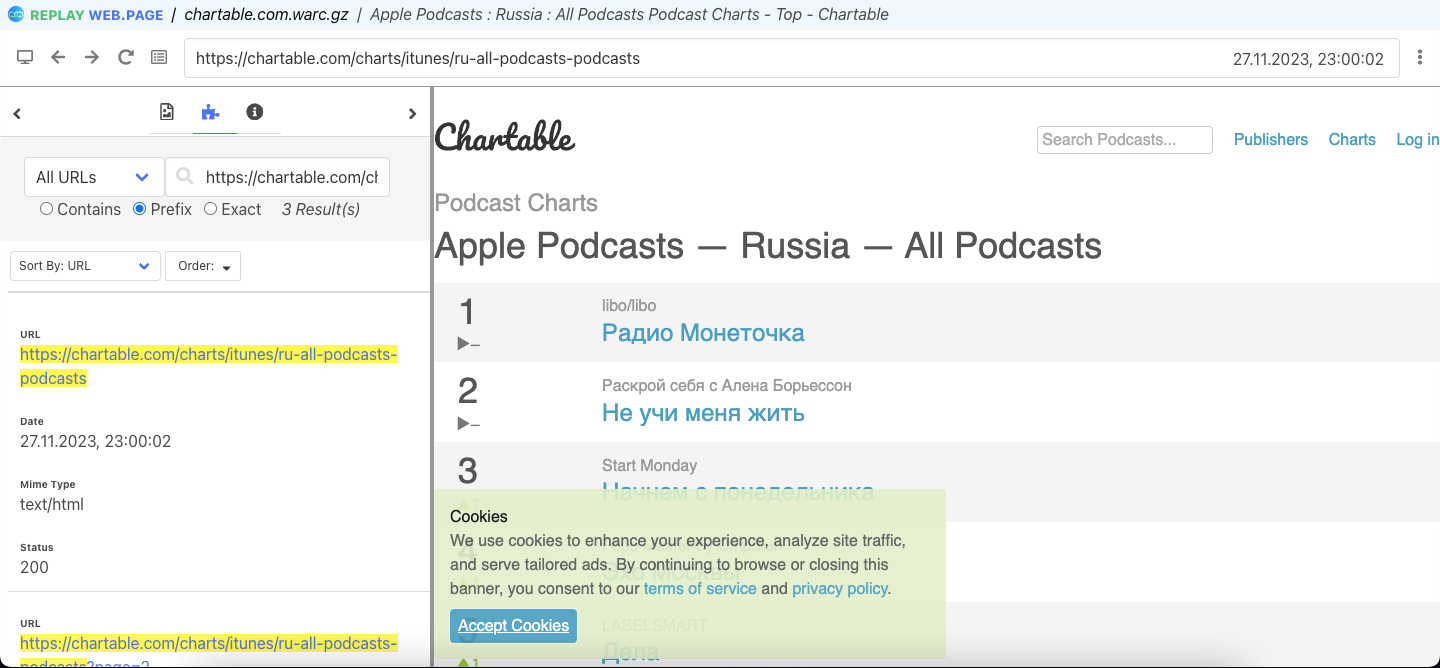 REPLAY WEB.PAGE / chartable.com.warc.gz / Apple Podcasts : Russia : All Podcasts Podcast Charts - Top - Chartable
https://chartable.com/charts/itunes/ru-all-podcasts-podcasts 27.11.2023, 23:00:02
All URLs https://chartable.com/ch
Contains Prefix Exact 3 Result(s)
Sort By: URL Order:
URL
https://chartable.com/charts/itunes/ru-all-podcasts-
podcasts
Date
27.11.2023, 23:00:02
Mime Type
text/html
Status
200
URL
https://chartable.com/charts/itunes/ru-all-podcasts-
podcasts?page=2
Chartable
Search Podcasts... Publishers Charts Log in
Podcast Charts
Apple Podcasts — Russia — All Podcasts
1
libo/libo
Радио Монеточка
2
Раскрой себя с Алена Борьессон
Не учи меня жить
3
Start Monday
Начнем с понедельника
1
4
Эхо Москвы
Cookies
We use cookies to enhance your experience, analyze site traffic,
and serve tailored ads. By continuing to browse or closing this
banner, you consent to our terms of service and privacy policy.
Accept Cookies
5
LABELSMART
Дела
1